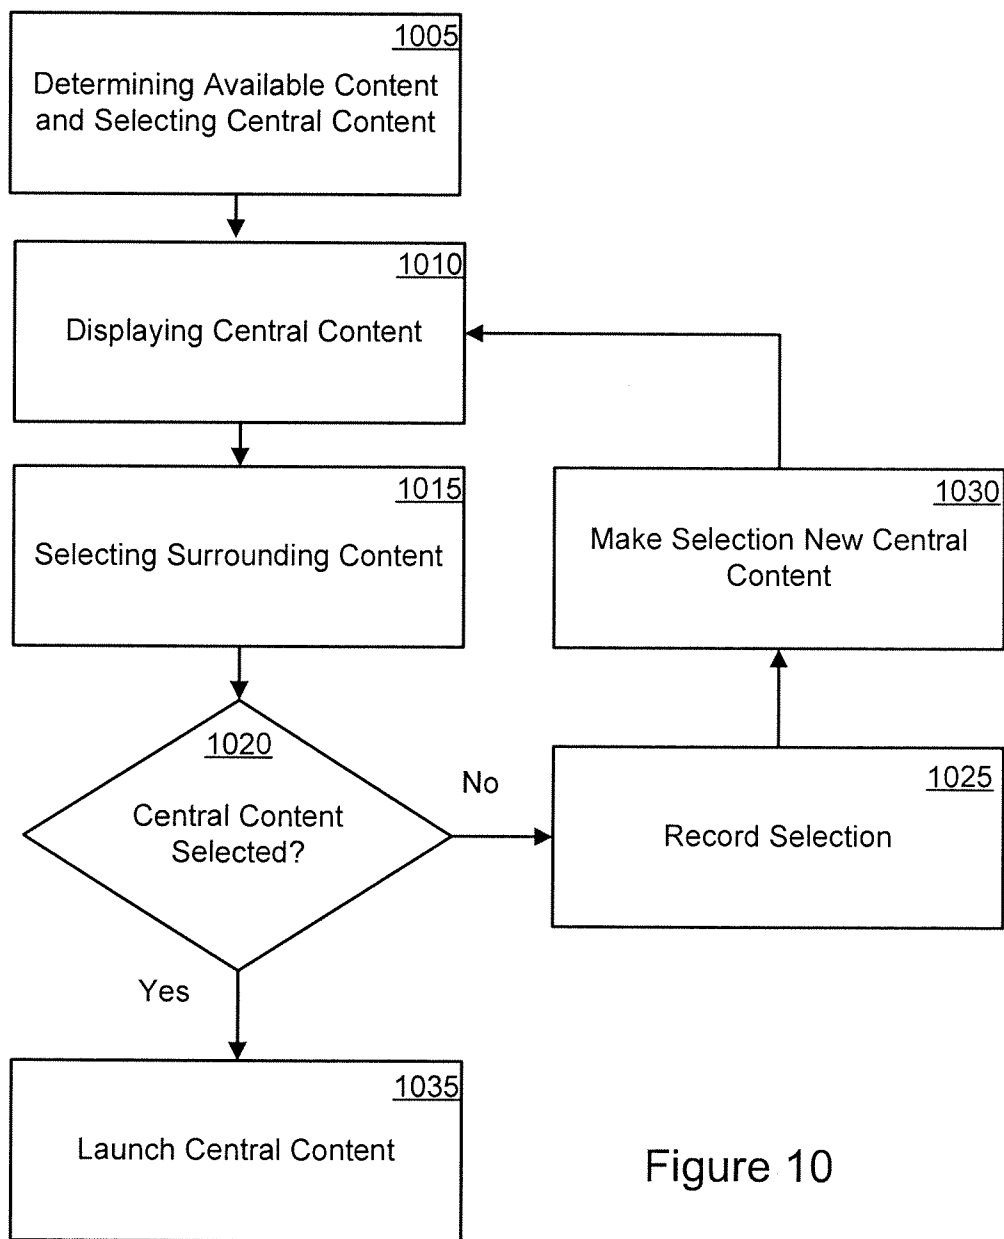 1005
Determining Available Content
and Selecting Central Content
1010
Displaying Central Content
1015
Selecting Surrounding Content
1020
Central Content
Selected?
No
Yes
1025
Record Selection
1030
Make Selection New Central
Content
1035
Launch Central Content
Figure 10